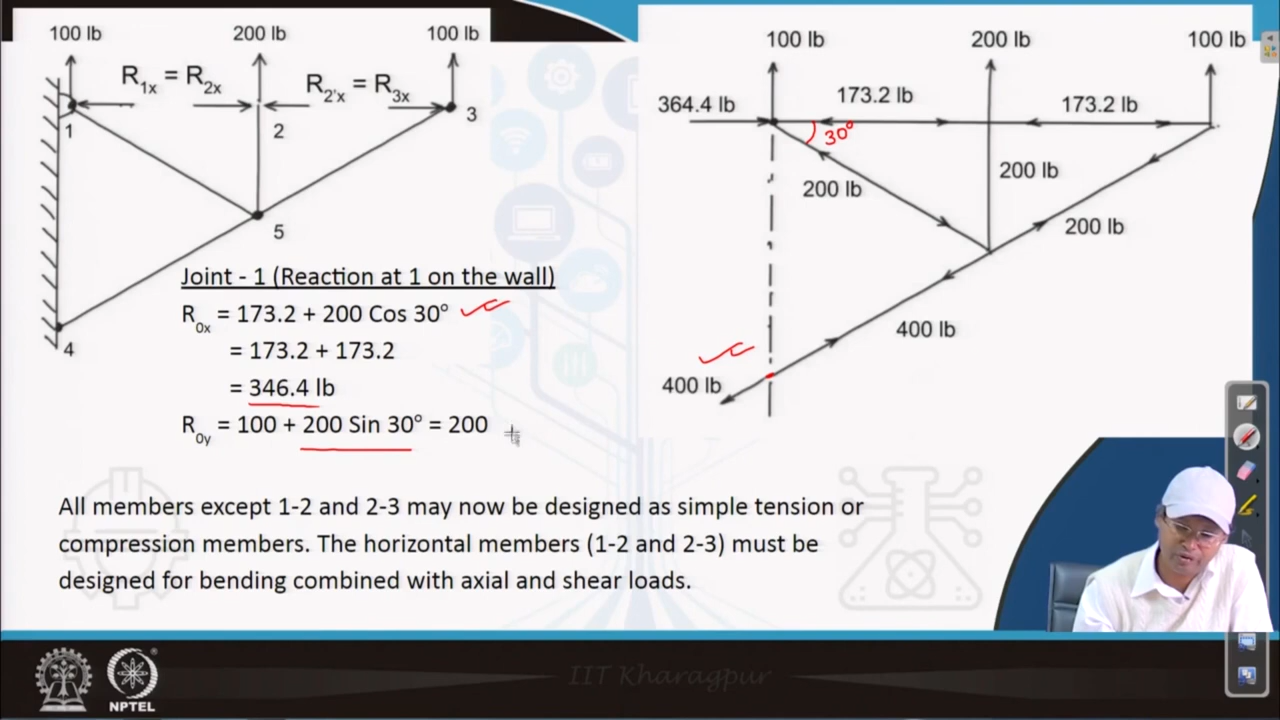 100 lb 200 lb 100 lb
R1x = R2x R2'x = R3x
1 2 3
5
4
Joint - 1 (Reaction at 1 on the wall)
R0x = 173.2 + 200 Cos 30°
= 173.2 + 173.2
= 346.4 lb
R0y = 100 + 200 Sin 30° = 200
100 lb 200 lb 100 lb
364.4 lb 173.2 lb 173.2 lb
30°
200 lb 200 lb
200 lb
400 lb
400 lb
All members except 1-2 and 2-3 may now be designed as simple tension or
compression members. The horizontal members (1-2 and 2-3) must be
designed for bending combined with axial and shear loads.
NPTEL
IIT Kharagpur